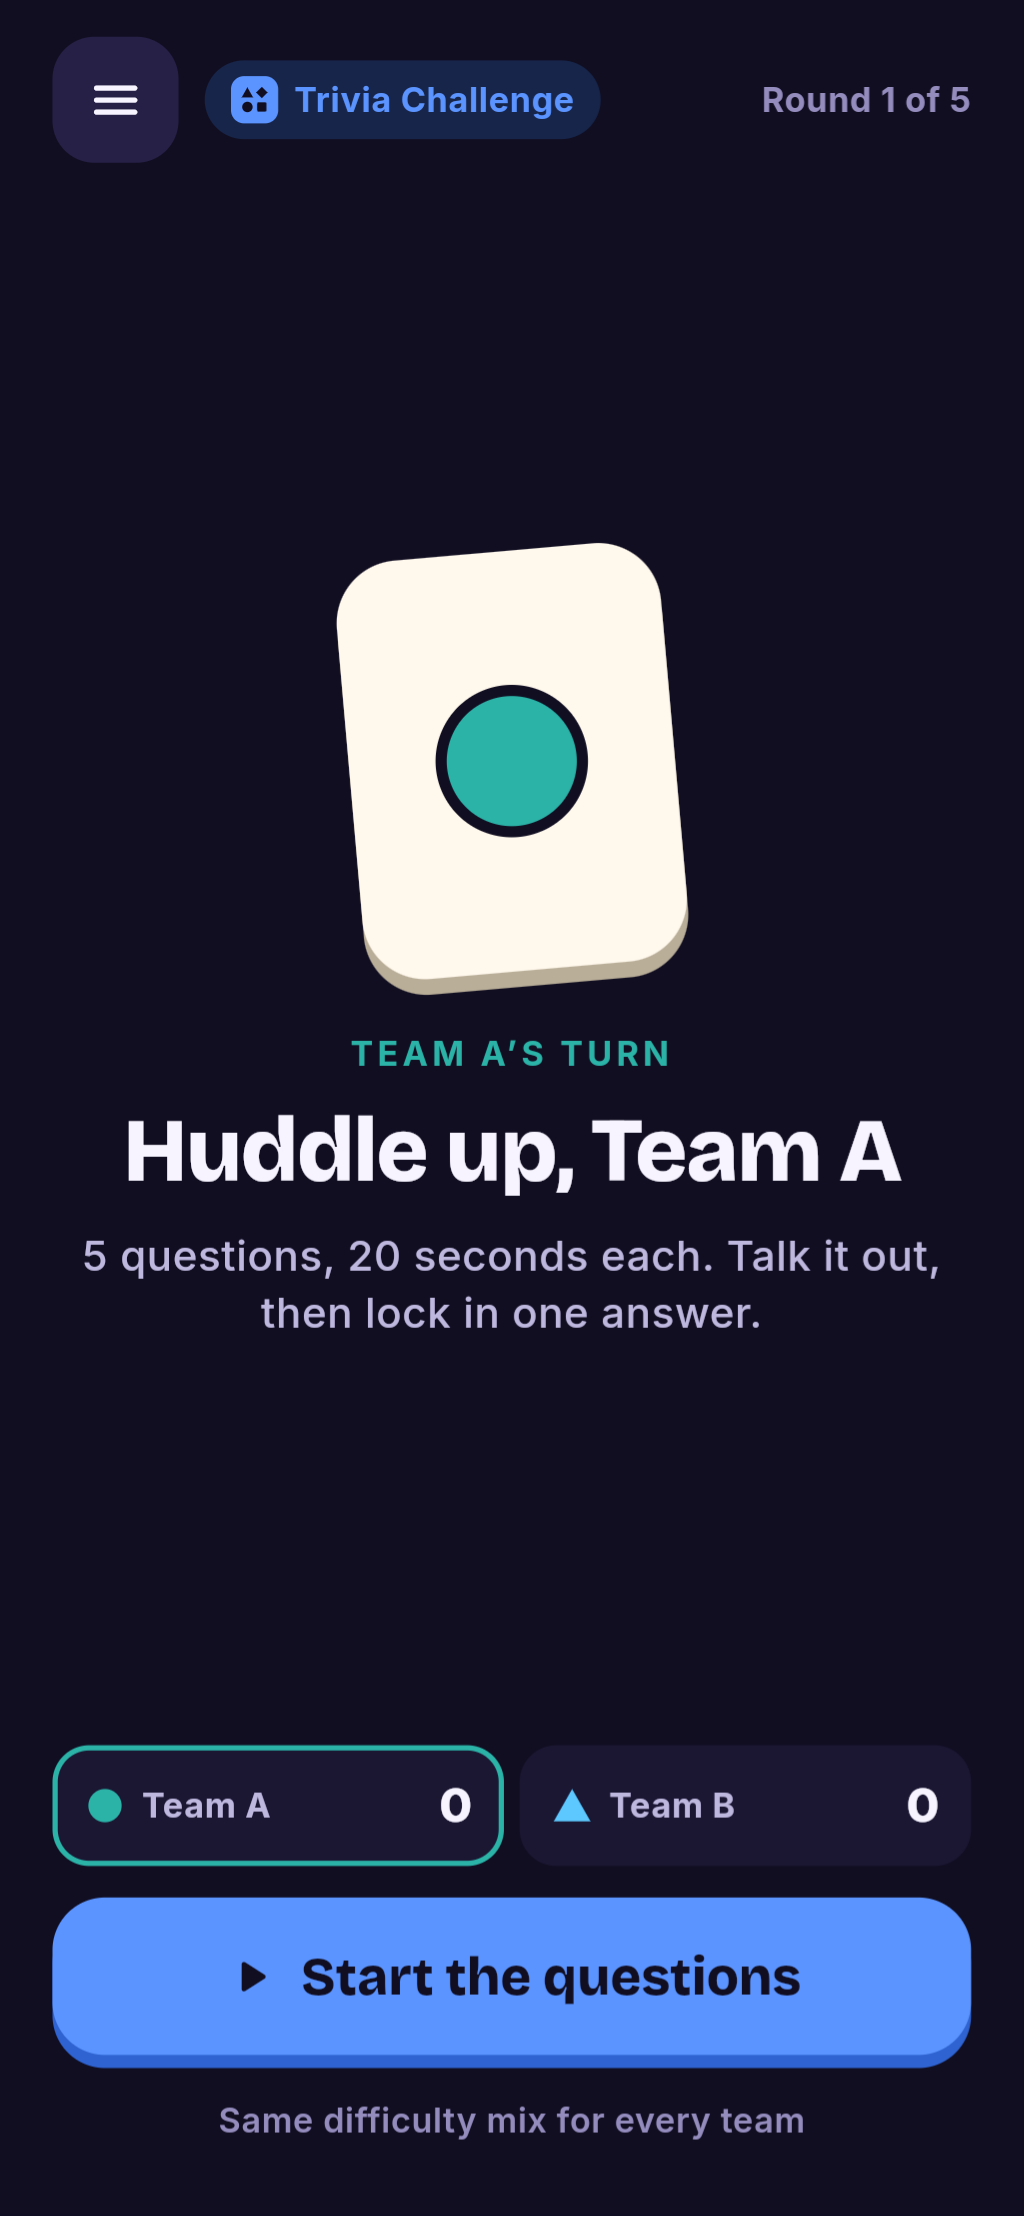 Trivia Challenge
Round 1 of 5
TEAM A’S TURN
Huddle up, Team A
5 questions, 20 seconds each. Talk it out,
then lock in one answer.
Team A 0
Team B 0
Start the questions
Same difficulty mix for every team